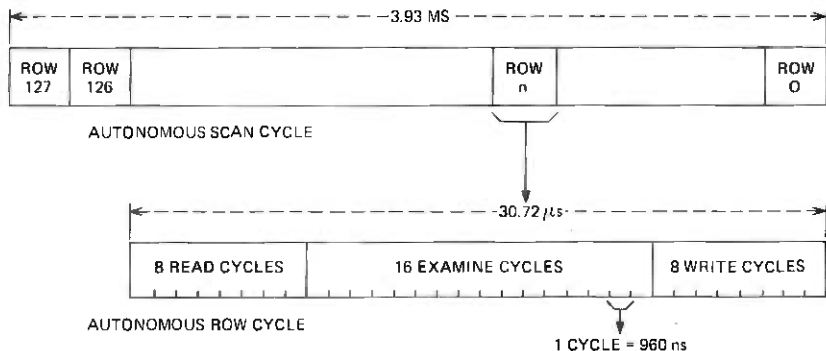 3.93 MS
ROW 127
ROW 126
ROW n
ROW 0
AUTONOMOUS SCAN CYCLE
30.72 μs
8 READ CYCLES
16 EXAMINE CYCLES
8 WRITE CYCLES
AUTONOMOUS ROW CYCLE
1 CYCLE = 960 ns